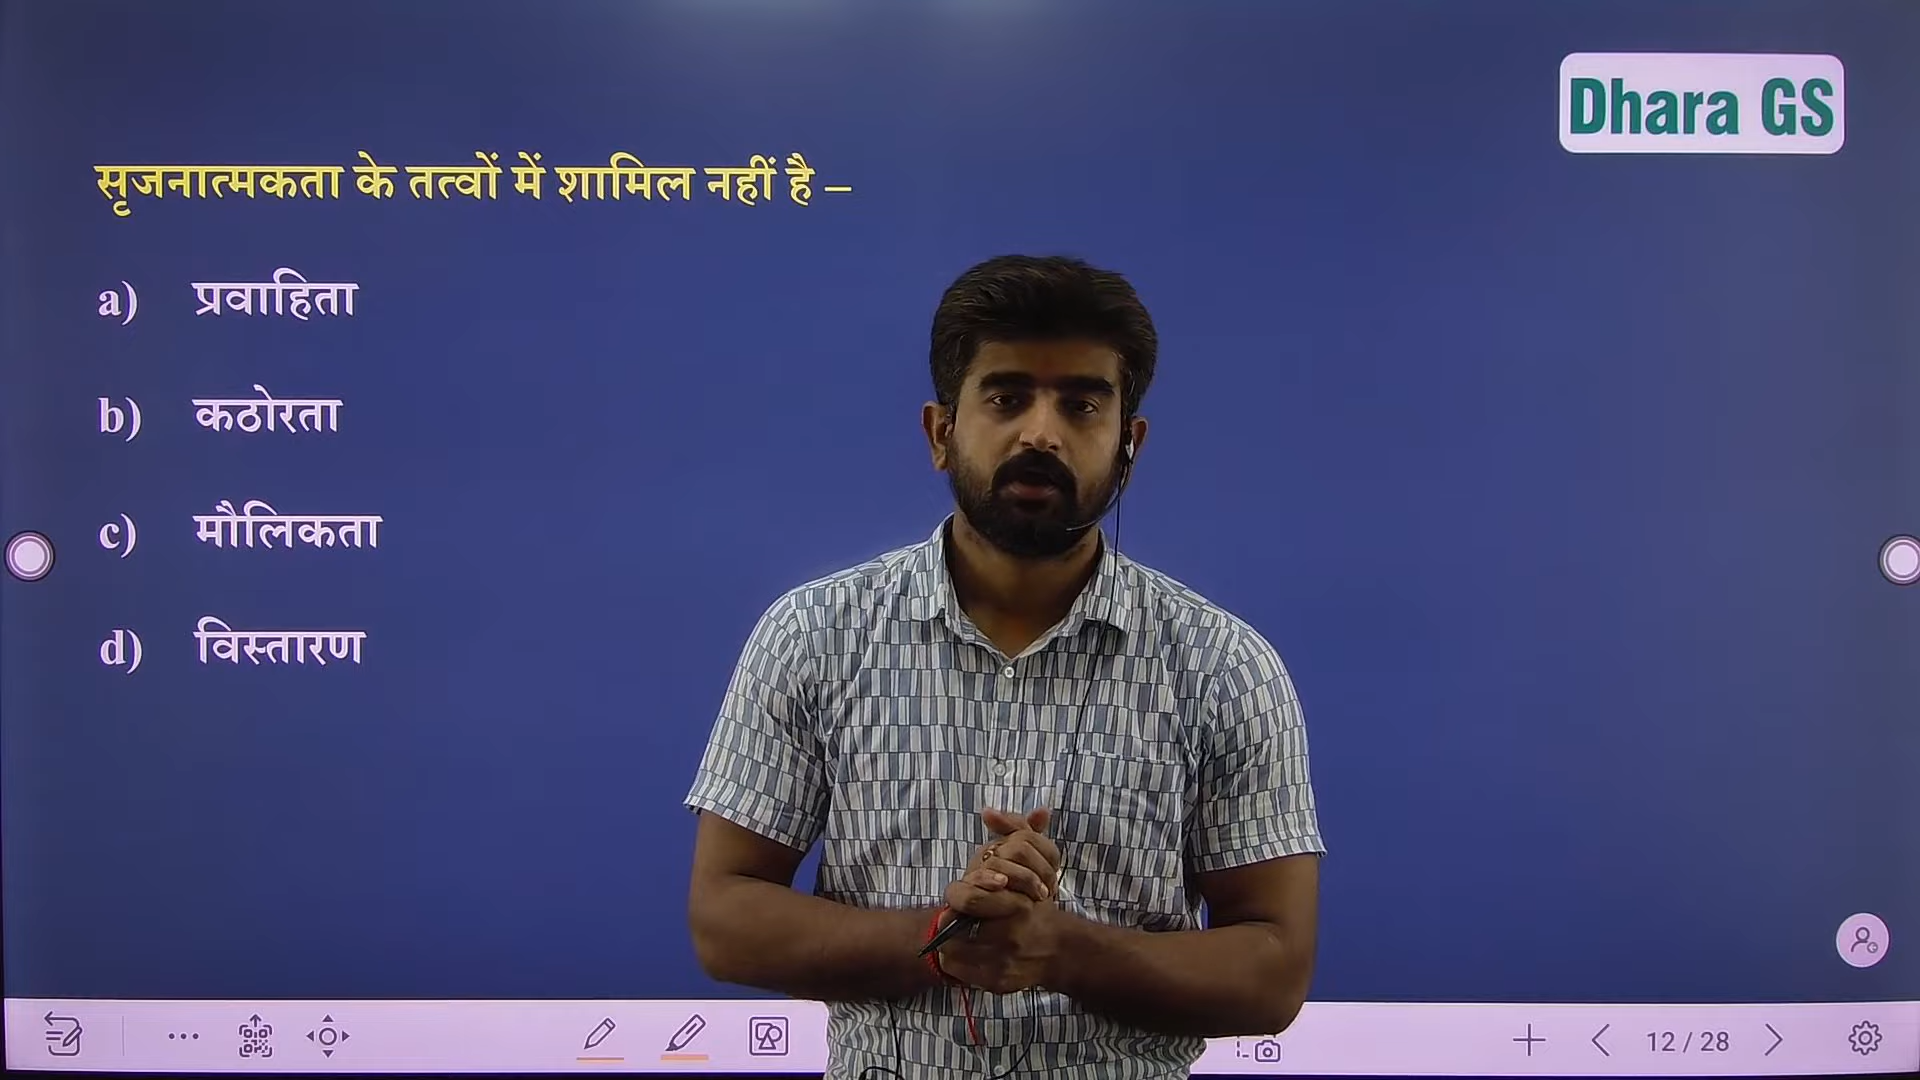 Dhara GS
सृजनात्मकता के तत्वों में शामिल नहीं है –
a) प्रवाहिता
b) कठोरता
c) मौलिकता
d) विस्तारण
12 / 28